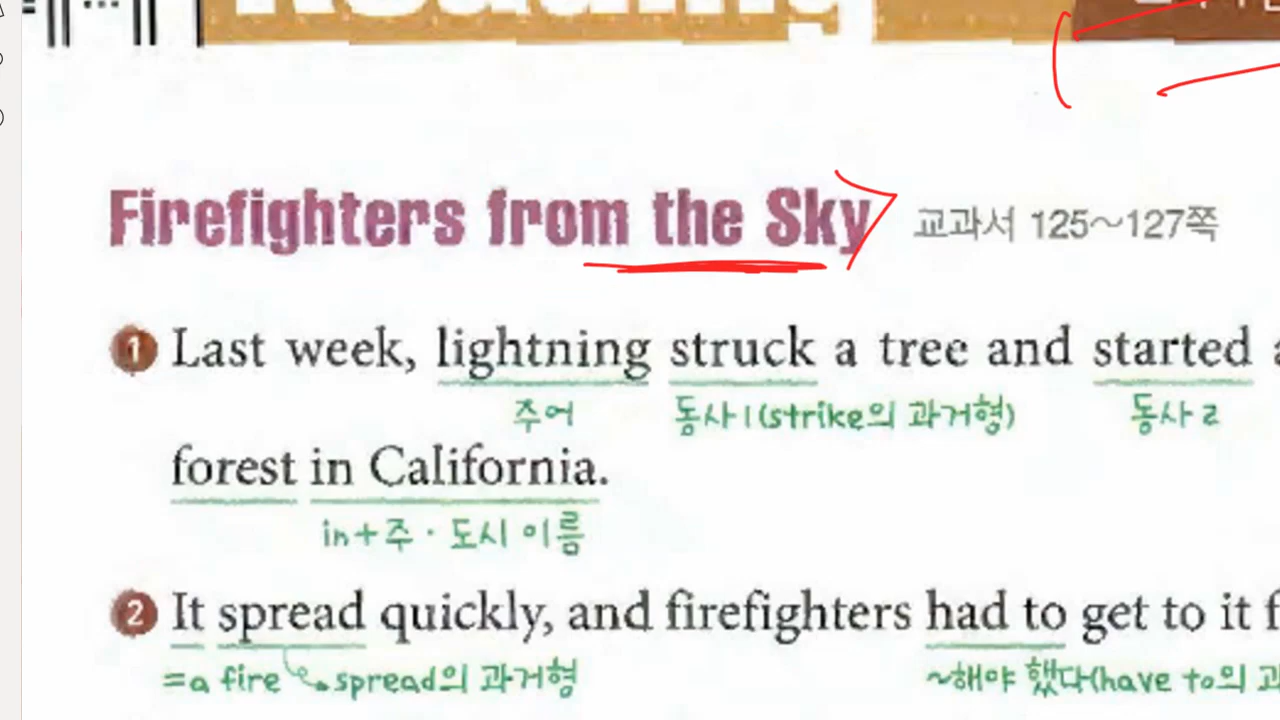 Reading
Firefighters from the Sky 교과서 125~127쪽
1 Last week, lightning struck a tree and started
주어 동사1(strike의 과거형) 동사2
forest in California.
in+주·도시 이름
2 It spread quickly, and firefighters had to get to it
=a fire spread의 과거형 ~해야 했다(have to의